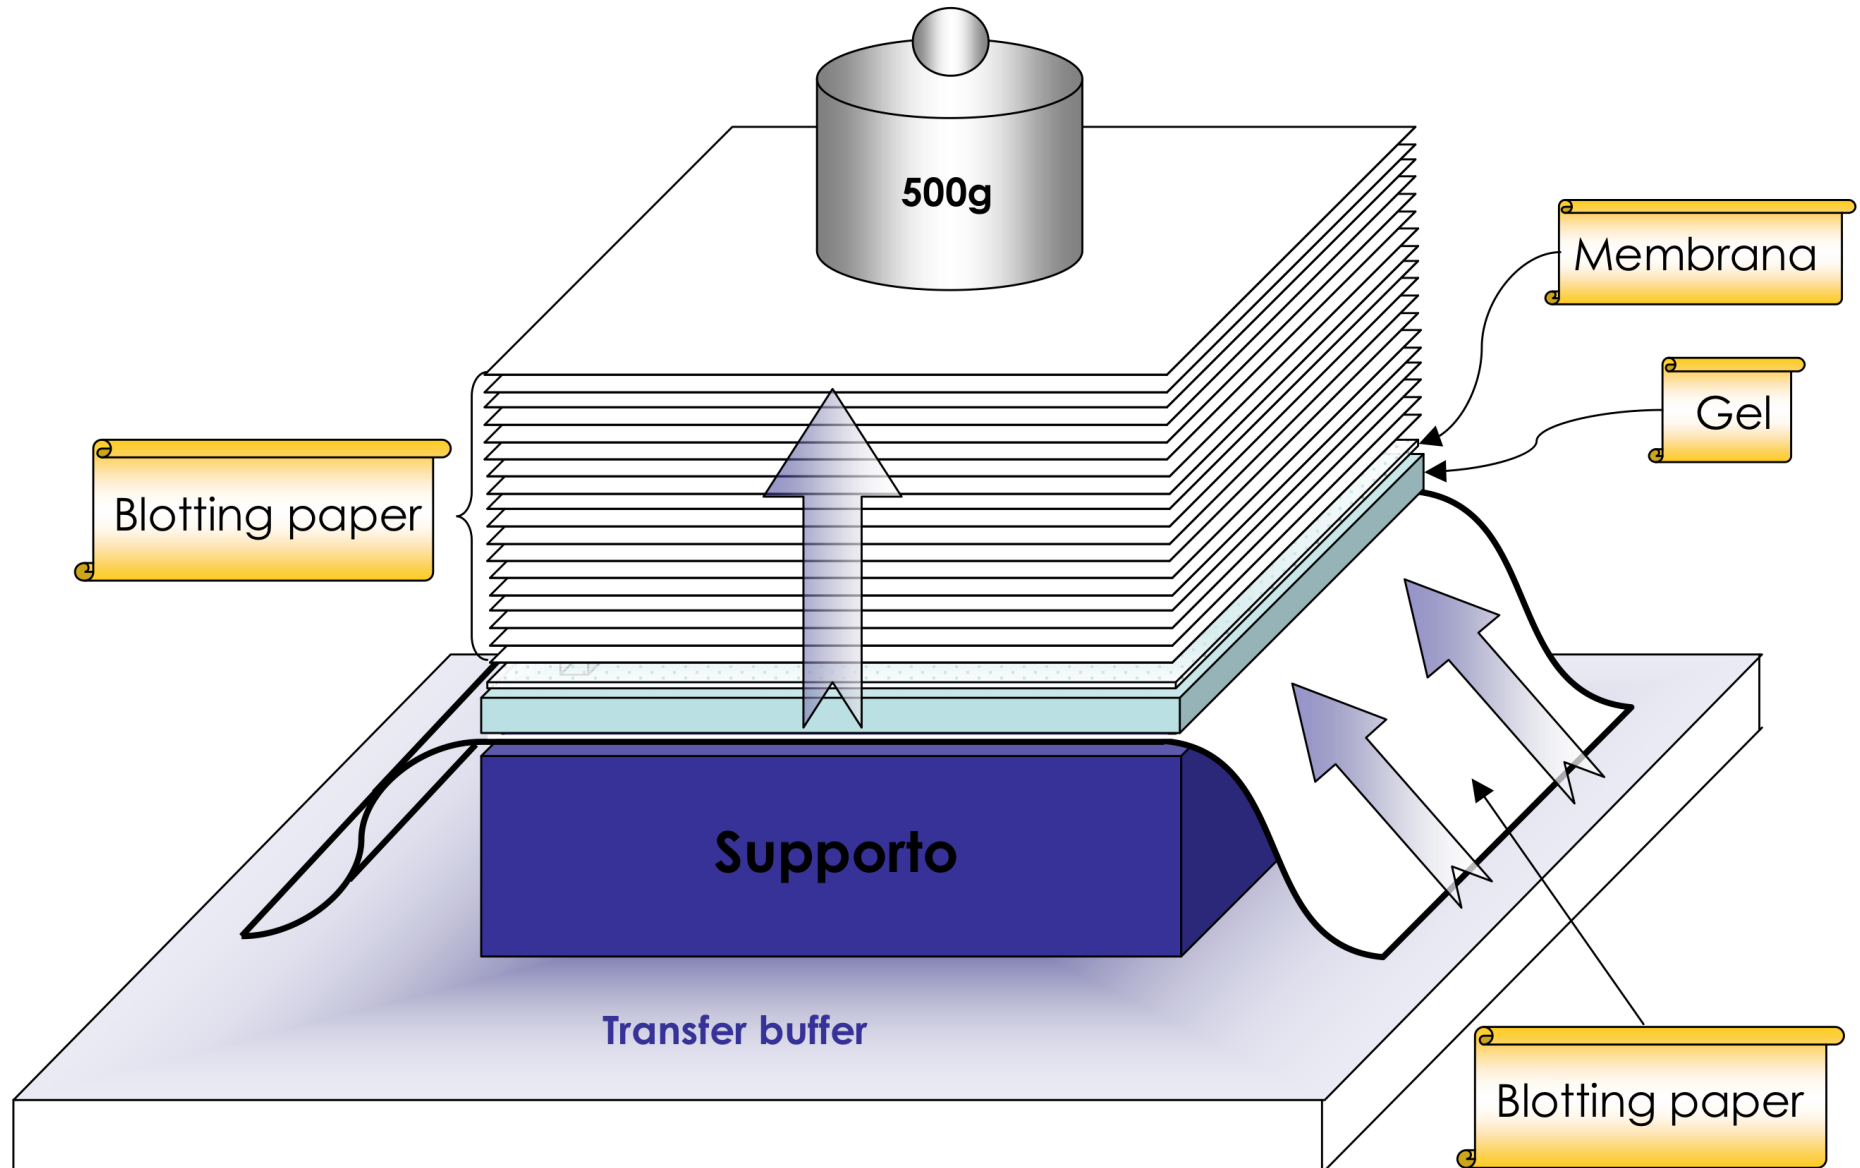 500g
Membrana
Gel
Blotting paper
Supporto
Transfer buffer
Blotting paper